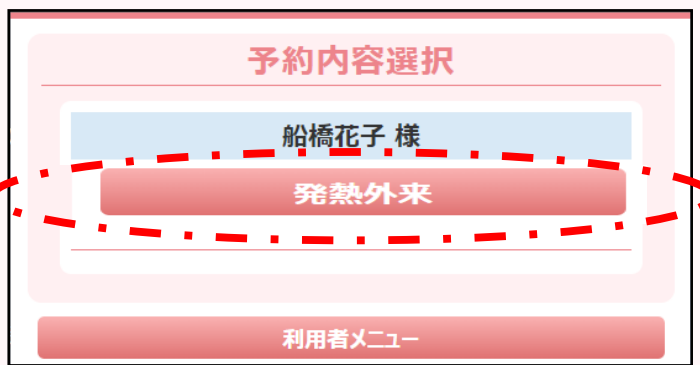 予約内容選択
船橋花子 様
発熱外来
利用者メニュー